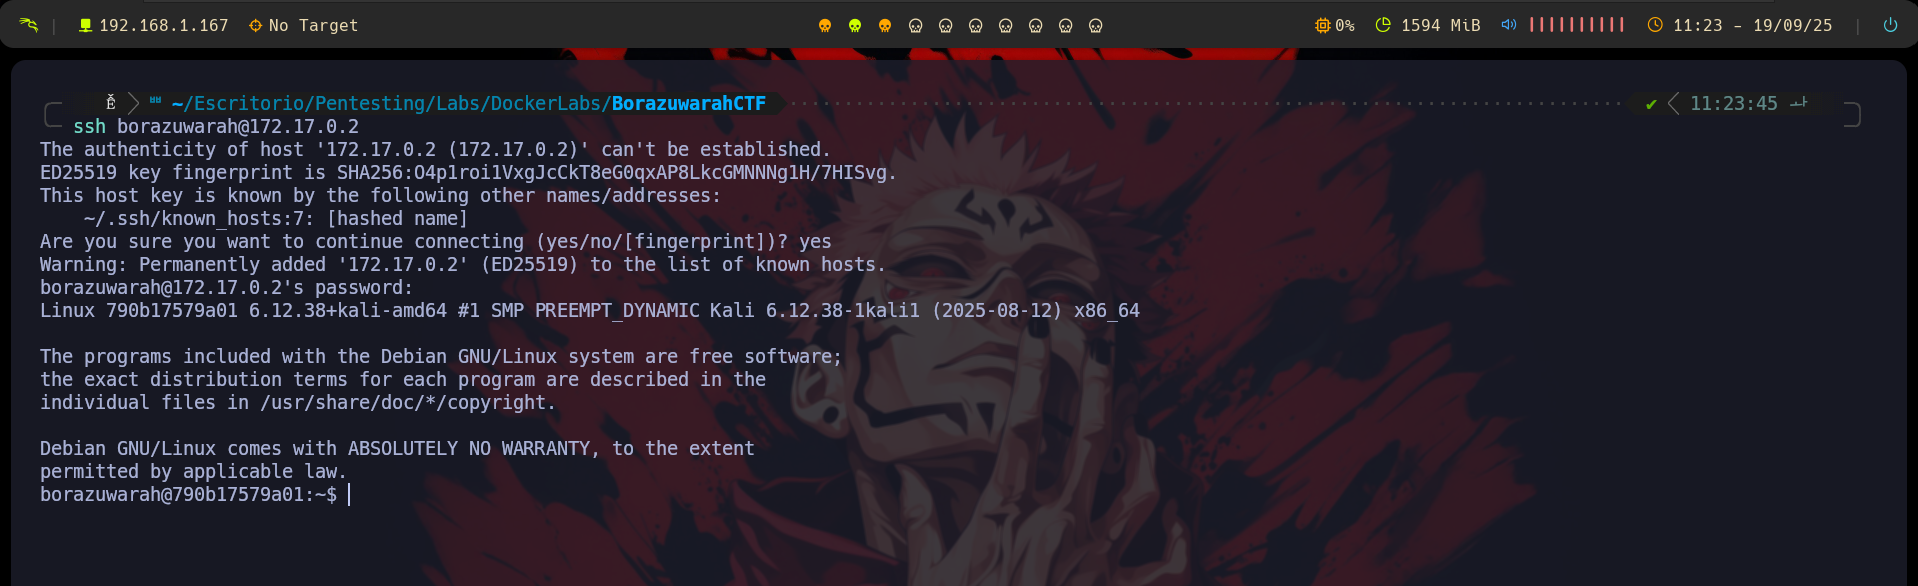 192.168.1.167 No Target 0% 1594 MiB 11:23 - 19/09/25
~/Escritorio/Pentesting/Labs/DockerLabs/BorazuwarahCTF 11:23:45
ssh borazuwarah@172.17.0.2
The authenticity of host '172.17.0.2 (172.17.0.2)' can't be established.
ED25519 key fingerprint is SHA256:O4p1roi1VxgJcCkT8eG0qxAP8LkcGMNNNg1H/7HISvg.
This host key is known by the following other names/addresses:
    ~/.ssh/known_hosts:7: [hashed name]
Are you sure you want to continue connecting (yes/no/[fingerprint])? yes
Warning: Permanently added '172.17.0.2' (ED25519) to the list of known hosts.
borazuwarah@172.17.0.2's password:
Linux 790b17579a01 6.12.38+kali-amd64 #1 SMP PREEMPT_DYNAMIC Kali 6.12.38-1kali1 (2025-08-12) x86_64
The programs included with the Debian GNU/Linux system are free software;
the exact distribution terms for each program are described in the
individual files in /usr/share/doc/*/copyright.
Debian GNU/Linux comes with ABSOLUTELY NO WARRANTY, to the extent
permitted by applicable law.
borazuwarah@790b17579a01:~$